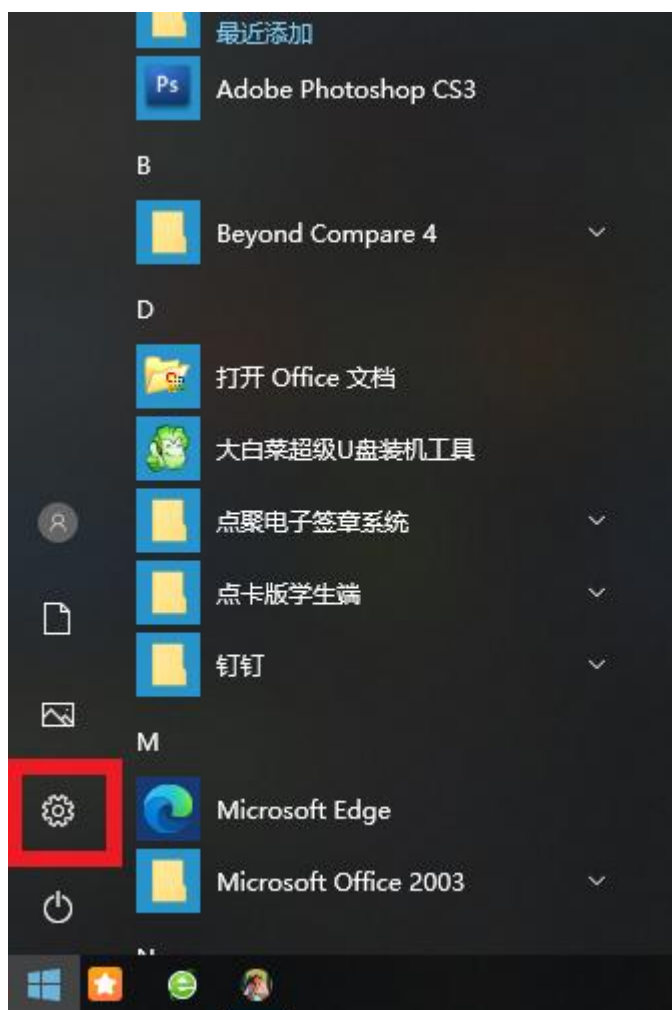 最近添加
Ps
Adobe Photoshop CS3
B
Beyond Compare 4
D
打开 Office 文档
大白菜超级U盘装机工具
点聚电子签章系统
点卡版学生端
钉钉
M
Microsoft Edge
Microsoft Office 2003